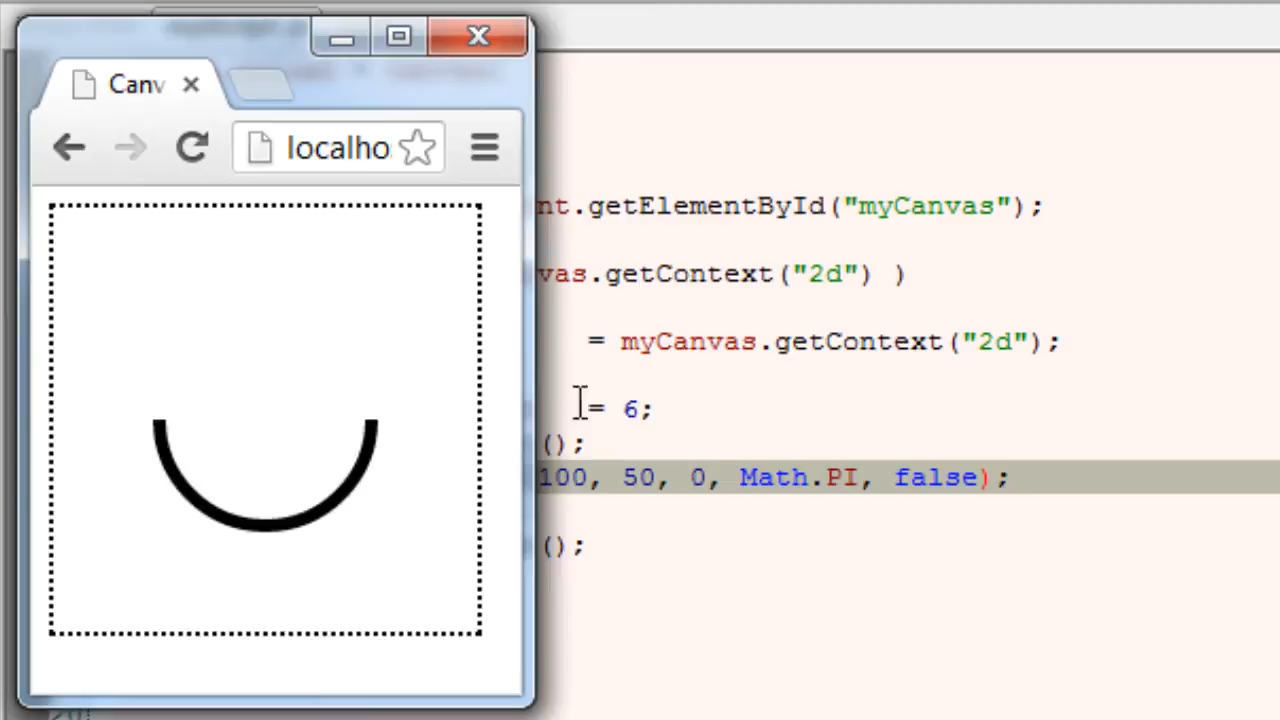 Canv
localho
nt.getElementById("myCanvas");
vas.getContext("2d") )
= myCanvas.getContext("2d");
= 6;
();
100, 50, 0, Math.PI, false);
();